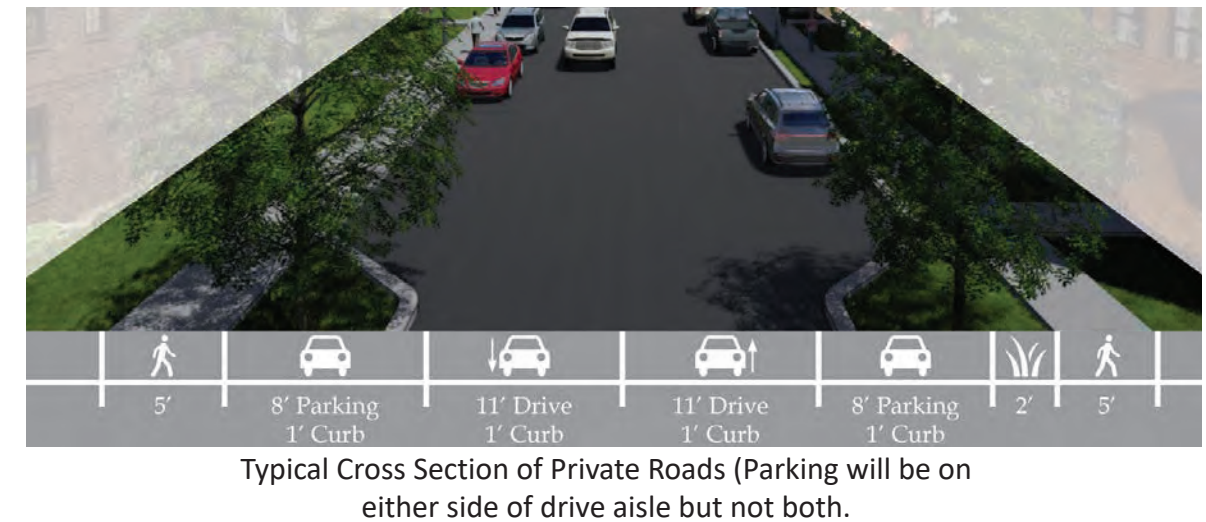 5′ 8′ Parking 11′ Drive 11′ Drive 8′ Parking 2′ 5′
1′ Curb 1′ Curb 1′ Curb 1′ Curb
Typical Cross Section of Private Roads (Parking will be on
either side of drive aisle but not both.